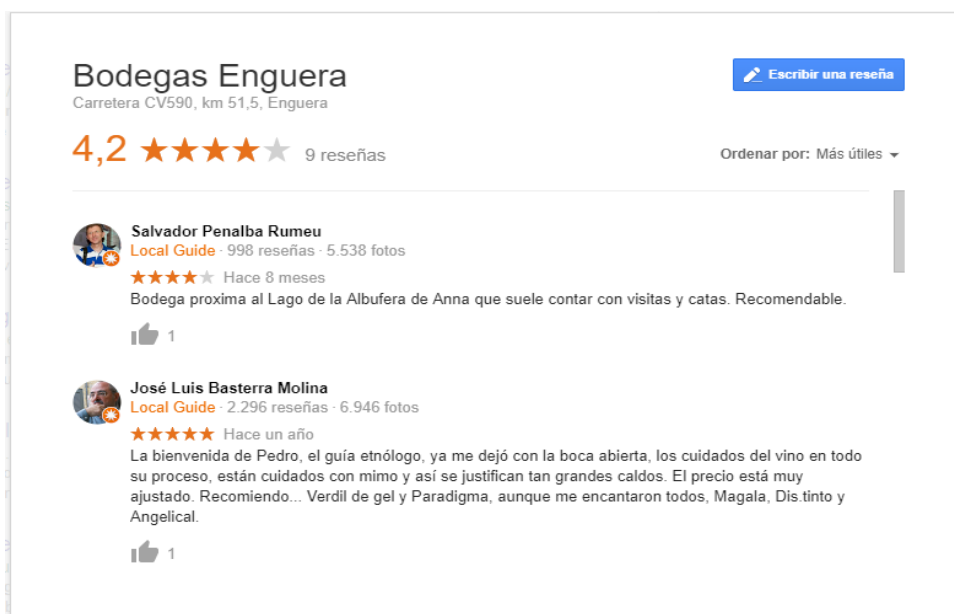 Bodegas Enguera
Escribir una reseña
Carretera CV590, km 51,5, Enguera
4,2 9 reseñas
Ordenar por: Más útiles
Salvador Penalba Rumeu
Local Guide · 998 reseñas · 5.538 fotos
Hace 8 meses
Bodega proxima al Lago de la Albufera de Anna que suele contar con visitas y catas. Recomendable.
1
José Luis Basterra Molina
Local Guide · 2.296 reseñas · 6.946 fotos
Hace un año
La bienvenida de Pedro, el guía etnólogo, ya me dejó con la boca abierta, los cuidados del vino en todo
su proceso, están cuidados con mimo y así se justifican tan grandes caldos. El precio está muy
ajustado. Recomiendo... Verdil de gel y Paradigma, aunque me encantaron todos, Magala, Dis.tinto y
Angelical.
1